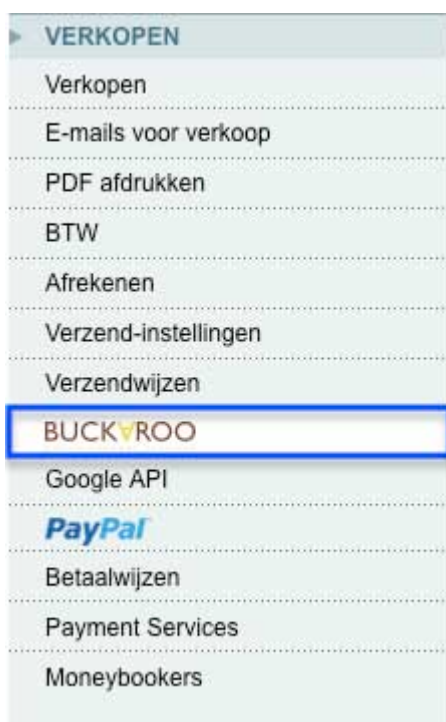 VERKOPEN
Verkopen
E-mails voor verkoop
PDF afdrukken
BTW
Afrekenen
Verzend-instellingen
Verzendwijzen
BUCKAROO
Google API
PayPal
Betaalwijzen
Payment Services
Moneybookers